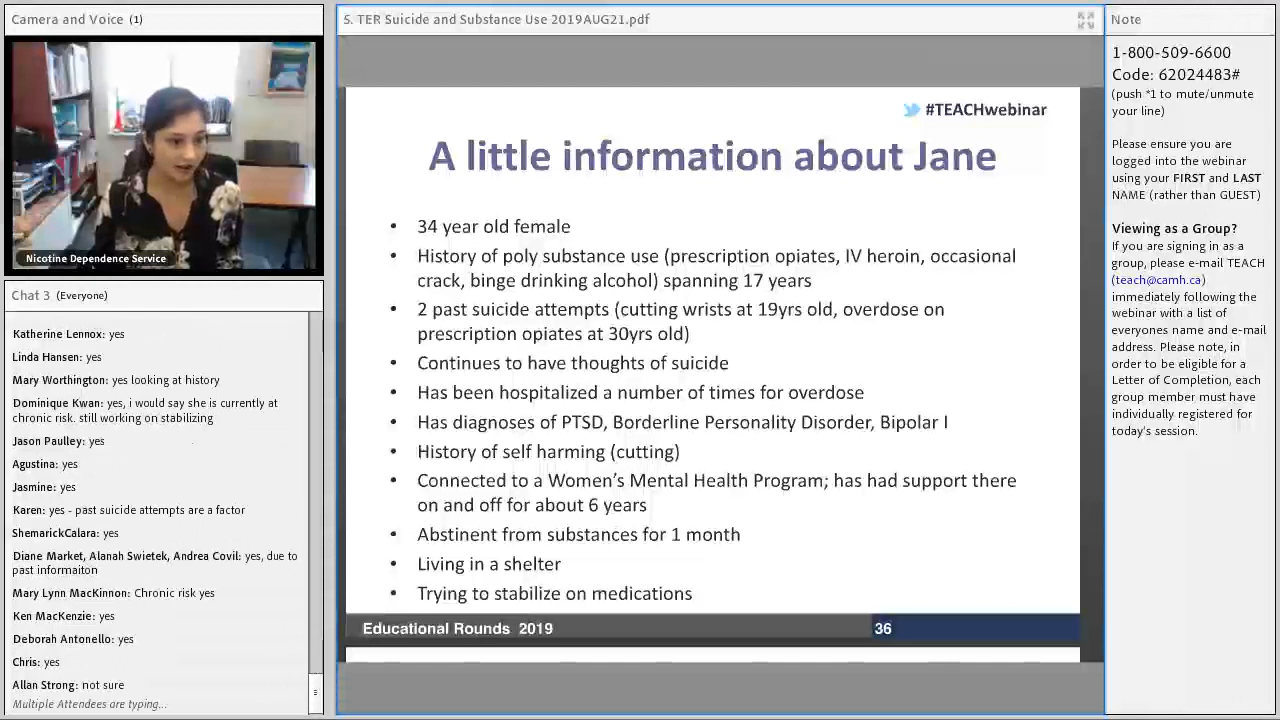 Camera and Voice (1)
Nicotine Dependence Service
Chat 3 (Everyone)
Katherine Lennox: yes
Linda Hansen: yes
Mary Worthington: yes looking at history
Dominique Kwan: yes, i would say she is currently at
chronic risk. still working on stabilizing
Jason Paulley: yes
Agustina: yes
Jasmine: yes
Karen: yes - past suicide attempts are a factor
ShemarickCalara: yes
Diane Market, Alanah Swietek, Andrea Covil: yes, due to
past informaiton
Mary Lynn MacKinnon: Chronic risk yes
Ken MacKenzie: yes
Deborah Antonello: yes
Chris: yes
Allan Strong: not sure
Multiple Attendees are typing...
5. TER Suicide and Substance Use 2019AUG21.pdf
#TEACHwebinar
A little information about Jane
• 34 year old female
• History of poly substance use (prescription opiates, IV heroin, occasional
crack, binge drinking alcohol) spanning 17 years
• 2 past suicide attempts (cutting wrists at 19yrs old, overdose on
prescription opiates at 30yrs old)
• Continues to have thoughts of suicide
• Has been hospitalized a number of times for overdose
• Has diagnoses of PTSD, Borderline Personality Disorder, Bipolar I
• History of self harming (cutting)
• Connected to a Women's Mental Health Program; has had support there
on and off for about 6 years
• Abstinent from substances for 1 month
• Living in a shelter
• Trying to stabilize on medications
Educational Rounds 2019
36
Note
1-800-509-6600
Code: 62024483#
(push *1 to mute/unmute
your line)
Please ensure you are
logged into the webinar
using your FIRST and LAST
NAME (rather than GUEST)
Viewing as a Group?
If you are signing in as a
group, please e-mail TEACH
(teach@camh.ca)
immediately following the
webinar with a list of
everyones name and e-mail
address. Please note, in
order to be eligible for a
Letter of Completion, each
group member must have
individually registered for
today's session.